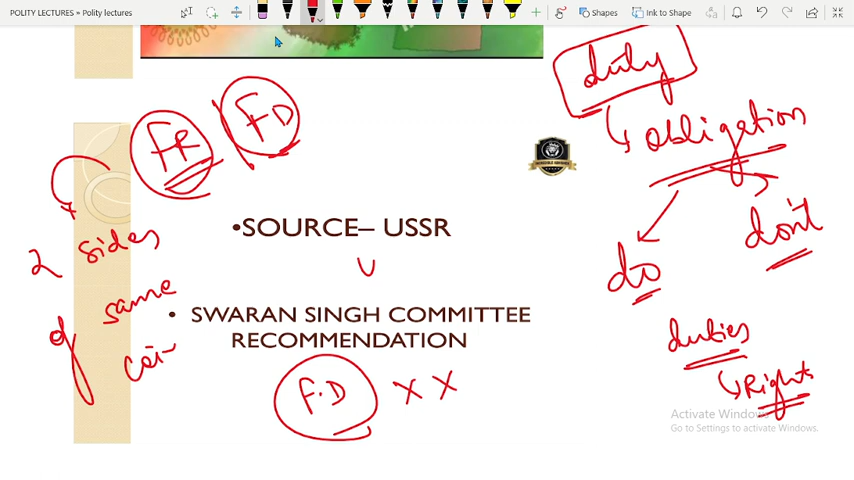 POLITY LECTURES » Polity lectures
Shapes
Ink to Shape
duty
obligation
do
don't
FR
FD
2 sides
of same
coin
•SOURCE– USSR
• SWARAN SINGH COMMITTEE
RECOMMENDATION
F.D x x
duties
Rights
Activate Windows
Go to Settings to activate Windows.